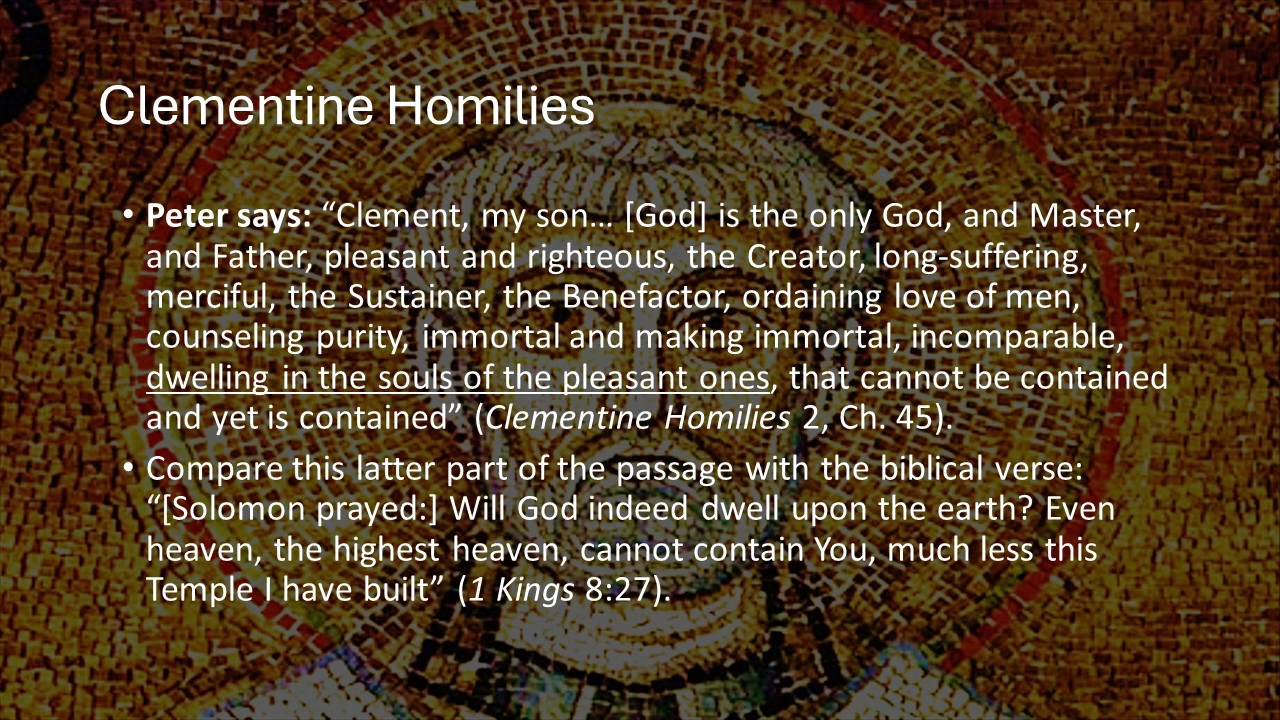 Clementine Homilies
• Peter says: “Clement, my son… [God] is the only God, and Master,
and Father, pleasant and righteous, the Creator, long-suffering,
merciful, the Sustainer, the Benefactor, ordaining love of men,
counseling purity, immortal and making immortal, incomparable,
dwelling in the souls of the pleasant ones, that cannot be contained
and yet is contained” (Clementine Homilies 2, Ch. 45).
• Compare this latter part of the passage with the biblical verse:
“[Solomon prayed:] Will God indeed dwell upon the earth? Even
heaven, the highest heaven, cannot contain You, much less this
Temple I have built” (1 Kings 8:27).